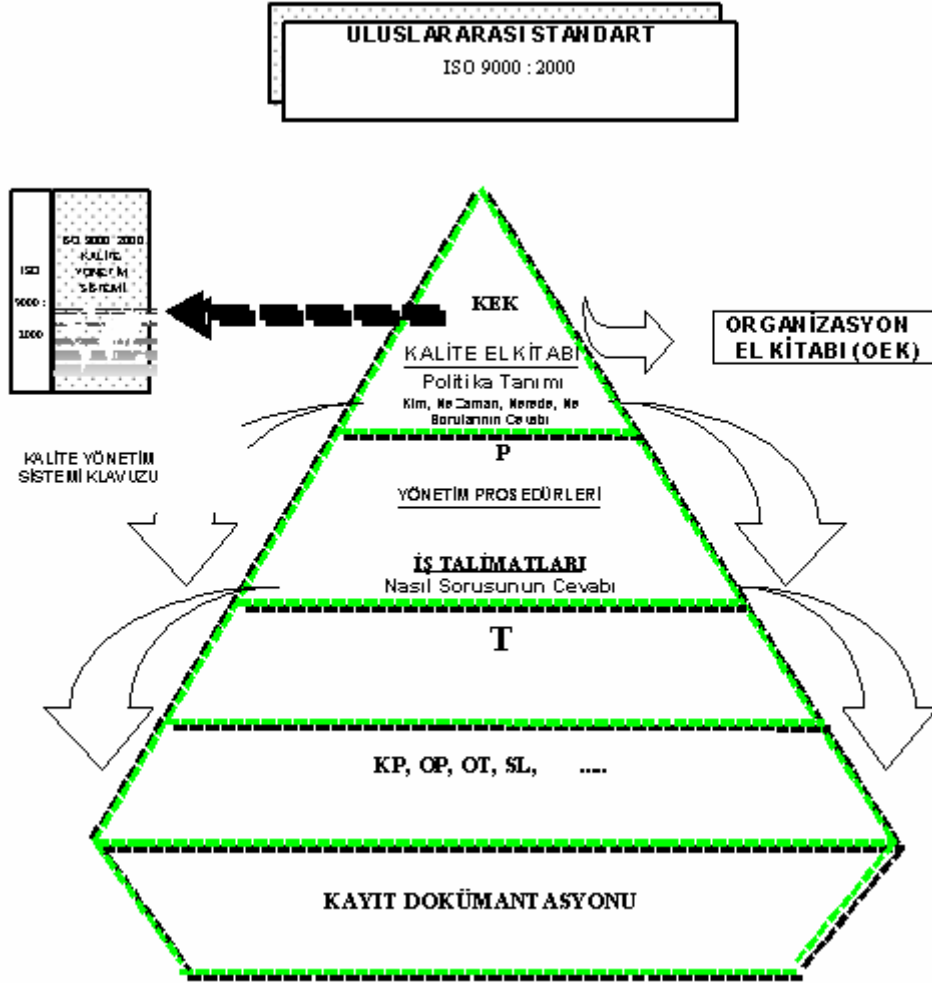 ULUSLARARASI STANDART
ISO 9000 : 2000
ISO 9000 2000
KALİTE
YÖNETİM
SİSTEMİ
ISO
9000 :
2000
KEK
KALİTE EL KİTABI
Politika Tanımı
Kim, Ne Zaman, Nerede, Ne
Sorularının Cevabı
ORGANİZASYON
EL KİTABI (OEK)
KALİTE YÖNETİM
SİSTEMİ KLAVUZU
P
YÖNETİM PROSEDÜRLERİ
İŞ TALİMATLARI
Nasıl Sorusunun Cevabı
T
KP, OP, OT, SL, .....
KAYIT DOKÜMANTASYONU